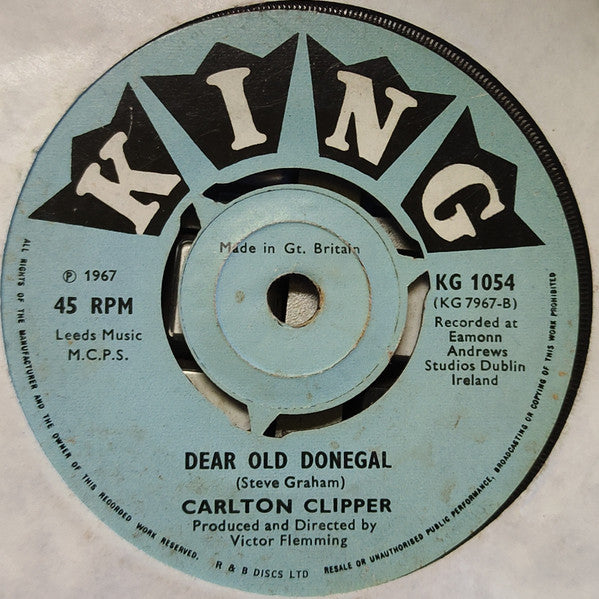 KING
Made in Gt. Britain
℗ 1967
45 RPM
Leeds Music
M.C.P.S.
KG 1054
(KG 7967-B)
Recorded at
Eamonn
Andrews
Studios Dublin
Ireland
DEAR OLD DONEGAL
(Steve Graham)
CARLTON CLIPPER
Produced and Directed by
Victor Flemming
R & B DISCS LTD
ALL RIGHTS OF THE MANUFACTURER AND THE OWNER OF THIS RECORDED WORK RESERVED.
RESALE OR UNAUTHORISED PUBLIC PERFORMANCE, BROADCASTING OR COPYING OF THIS WORK PROHIBITED